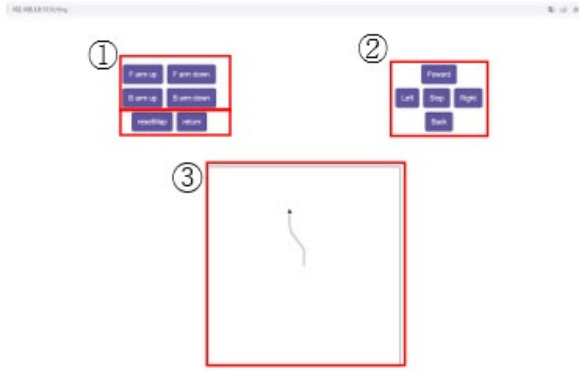 ①
F arm up F arm down
B arm up B arm down
resetMap return
②
Foward
Left Stop Right
Back
③